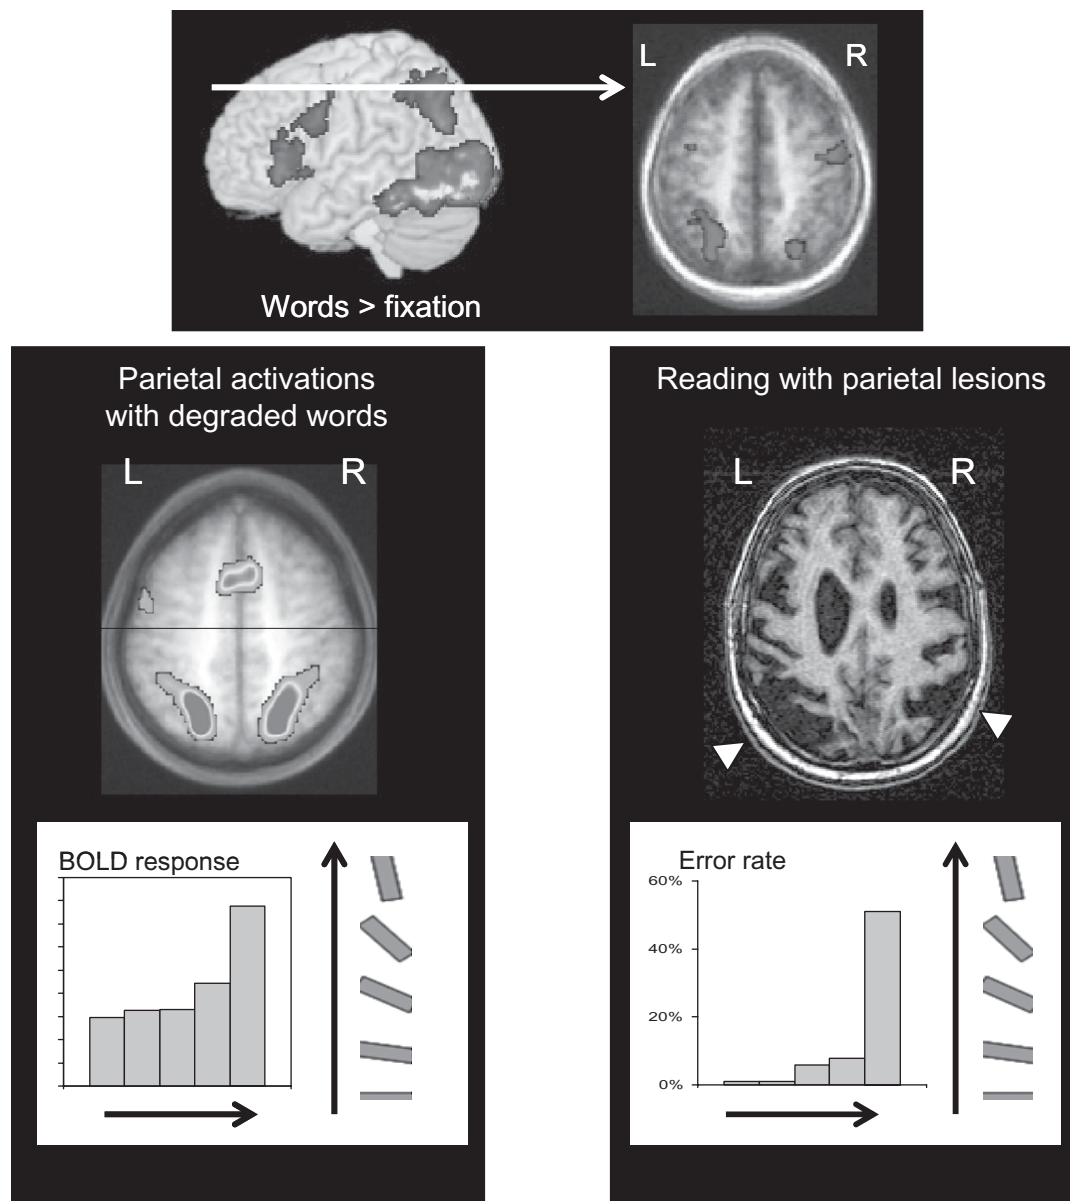 L
R
Words > fixation
Parietal activations
with degraded words
L
R
BOLD response
Reading with parietal lesions
L
R
Error rate
60%
40%
20%
0%